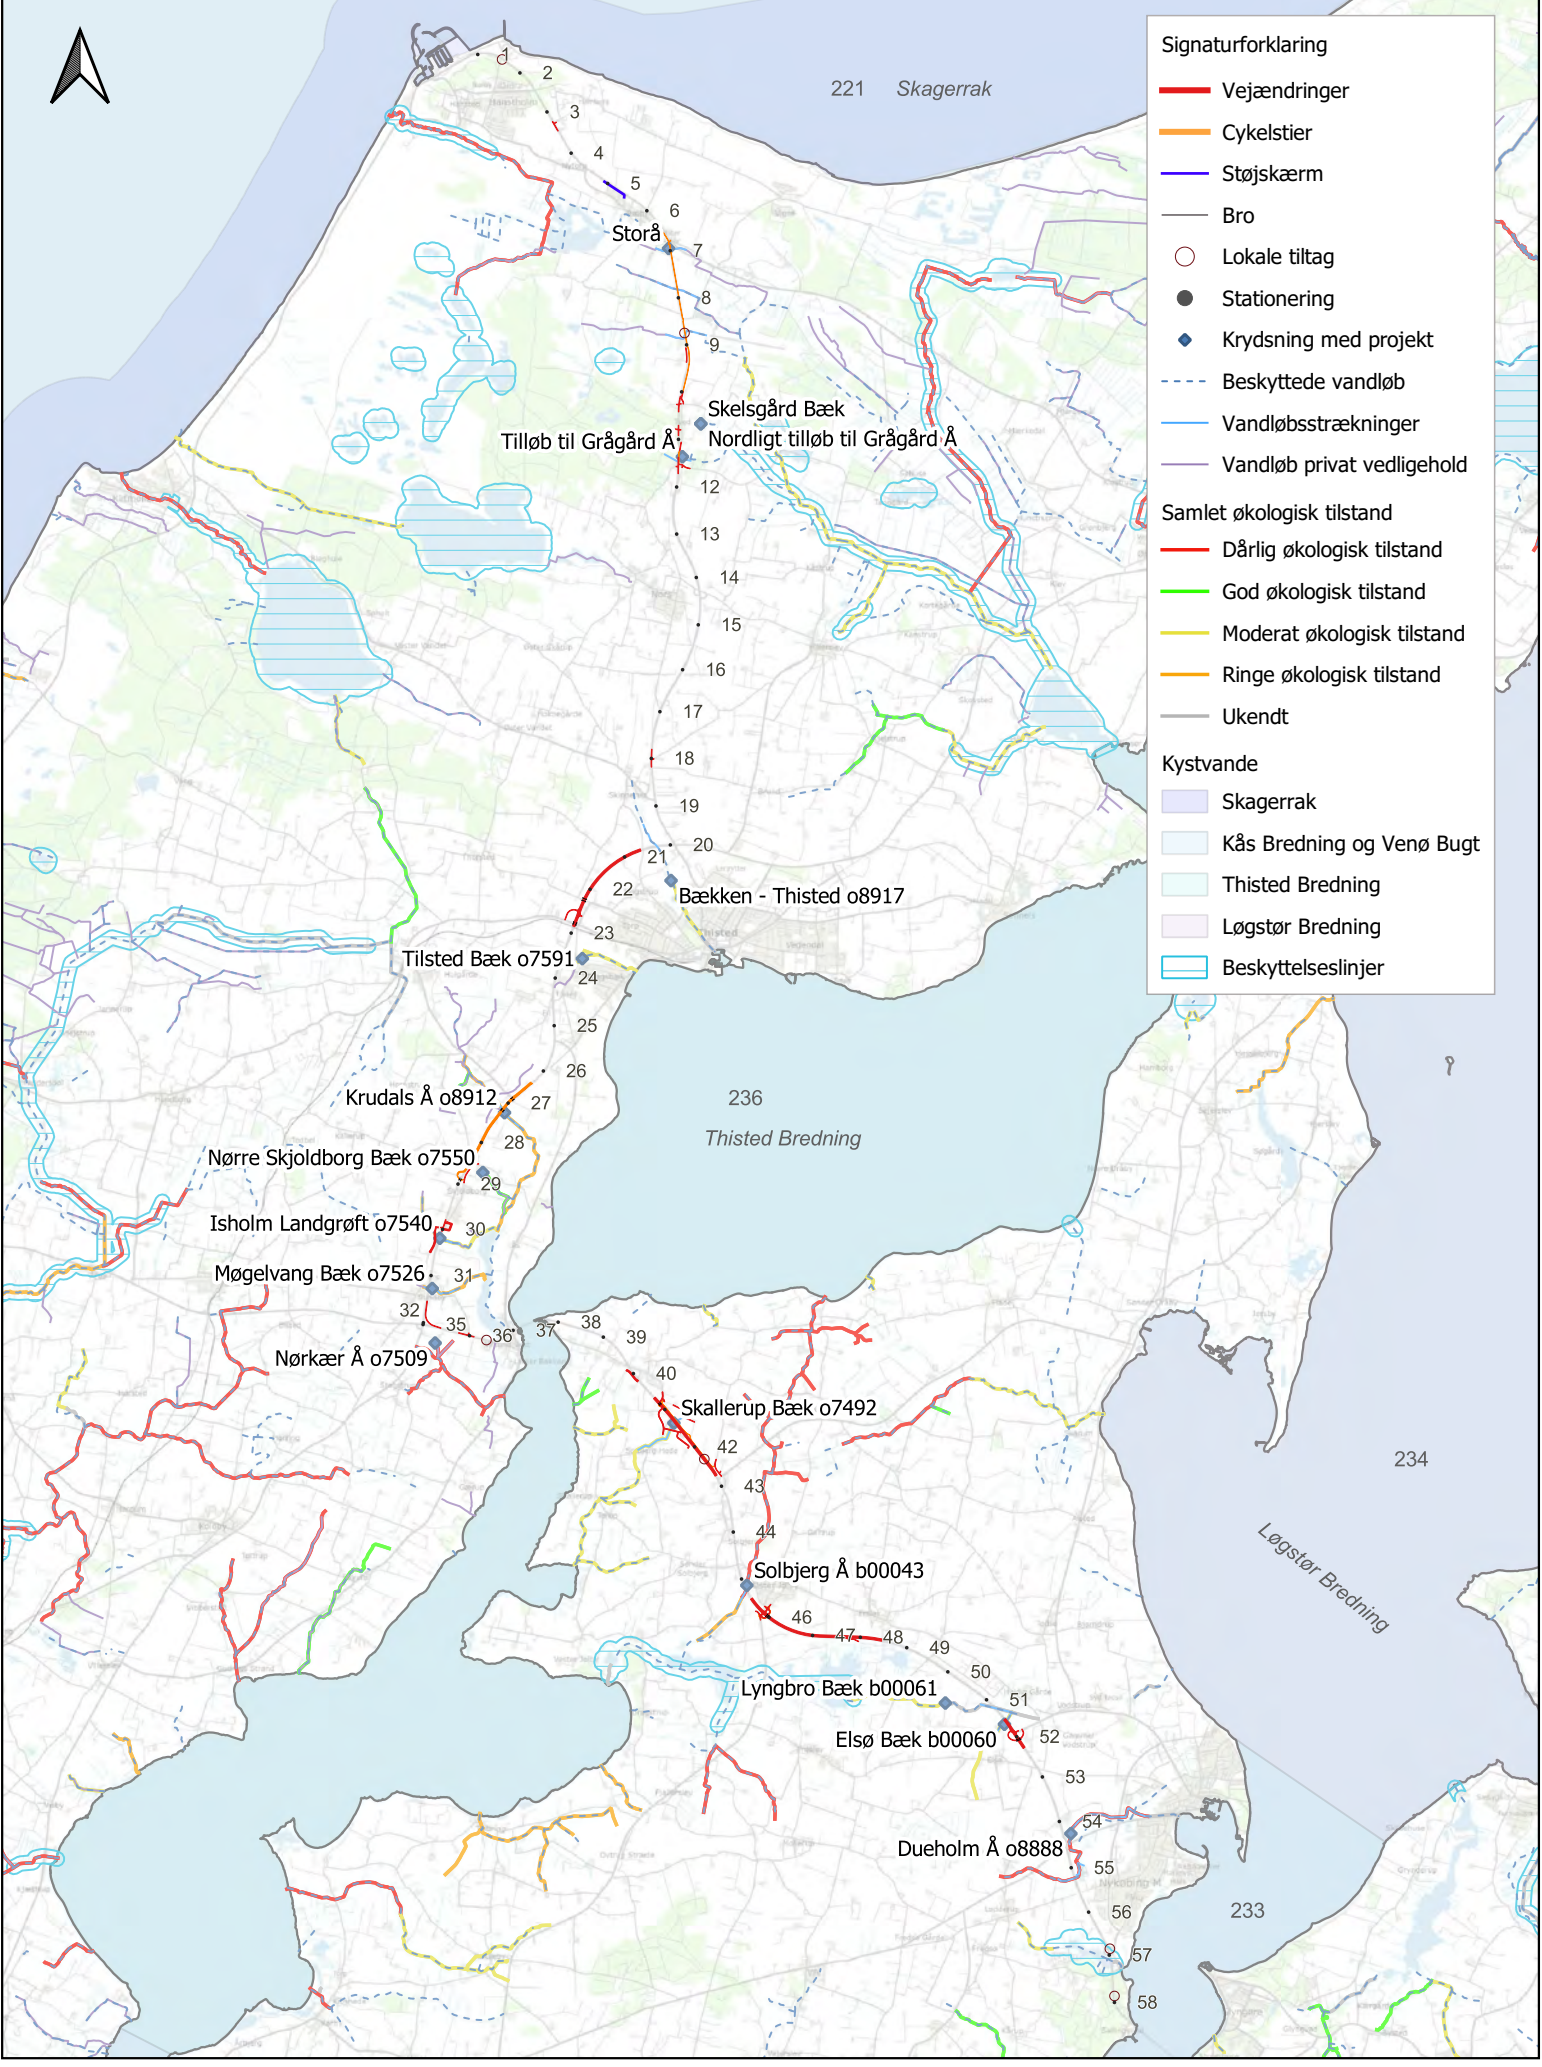 221 Skagerrak
1
2
3
4
5
6
Storå
7
8
9
Skelsgård Bæk
Tilløb til Grågård Å
Nordligt tilløb til Grågård Å
12
13
14
15
16
17
18
19
20
21
22
Bækken - Thisted o8917
23
Thisted
Tilsted Bæk o7591
24
25
26
Krudals Å o8912
27
236
Thisted Bredning
28
Nørre Skjoldborg Bæk o7550
29
Isholm Landgrøft o7540
30
Møgelvang Bæk o7526
31
32
35
36
37
38
39
Nørkær Å o7509
40
Skallerup Bæk o7492
42
43
44
234
Løgstør Bredning
Solbjerg Å b00043
46
47
48
49
50
Lyngbro Bæk b00061
51
Elsø Bæk b00060
52
53
54
Dueholm Å o8888
55
Nykøbing M
56
233
57
58
Signaturforklaring
Vejændringer
Cykelstier
Støjskærm
Bro
Lokale tiltag
Stationering
Krydsning med projekt
Beskyttede vandløb
Vandløbsstrækninger
Vandløb privat vedligehold
Samlet økologisk tilstand
Dårlig økologisk tilstand
God økologisk tilstand
Moderat økologisk tilstand
Ringe økologisk tilstand
Ukendt
Kystvande
Skagerrak
Kås Bredning og Venø Bugt
Thisted Bredning
Løgstør Bredning
Beskyttelseslinjer